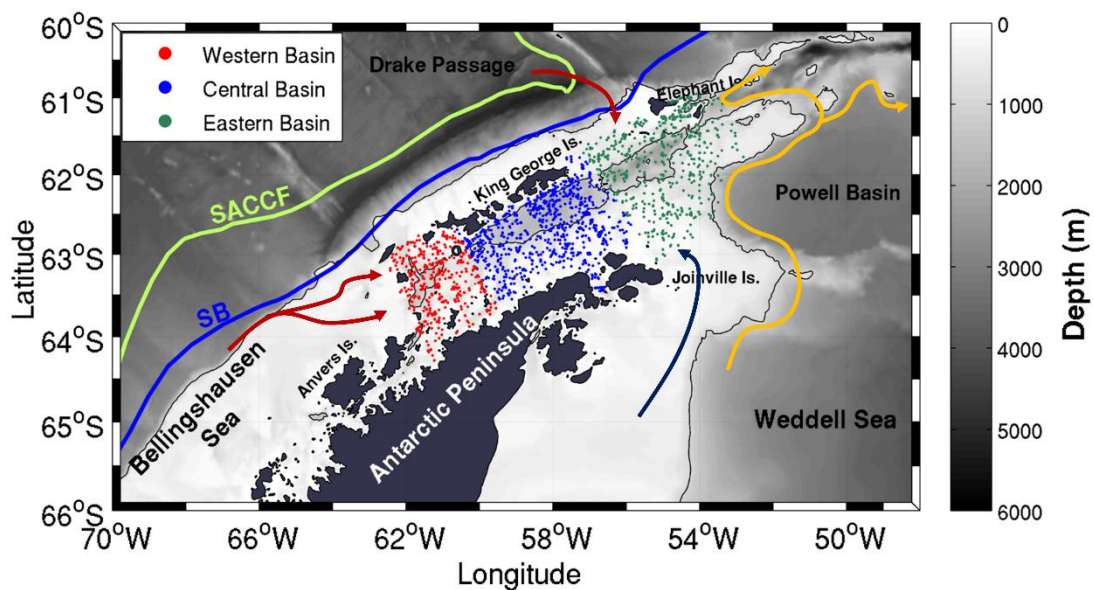 60°S
61°S
62°S
63°S
64°S
65°S
66°S
Latitude
Western Basin
Central Basin
Eastern Basin
Drake Passage
Elephant Is.
King George Is.
SACCF
Powell Basin
SB
Joinville Is.
Anvers Is.
Bellingshausen
Sea
Antarctic Peninsula
Weddell Sea
70°W
66°W
62°W
58°W
54°W
50°W
Longitude
0
1000
2000
3000
4000
5000
6000
Depth (m)